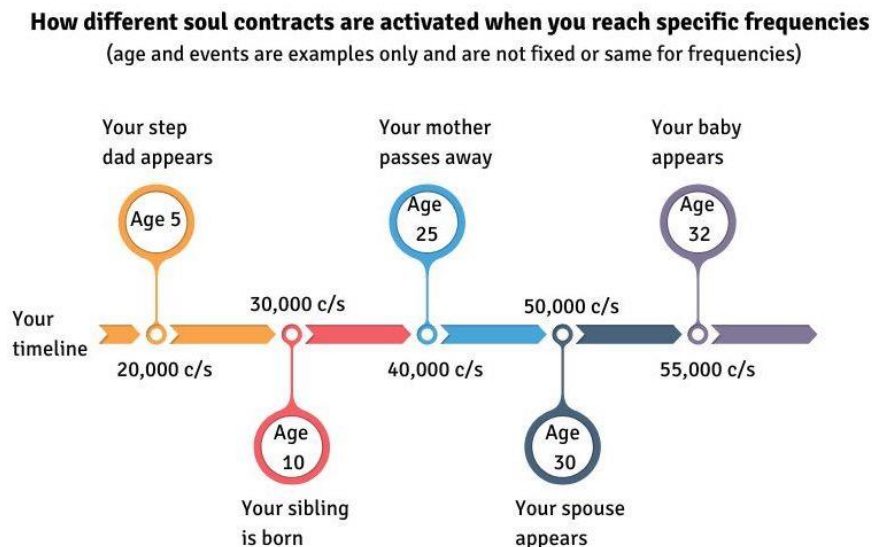 How different soul contracts are activated when you reach specific frequencies
(age and events are examples only and are not fixed or same for frequencies)
Your step
dad appears
Your mother
passes away
Your baby
appears
Age 5
Age
25
Age
32
30,000 c/s
50,000 c/s
Your
timeline
20,000 c/s
40,000 c/s
55,000 c/s
Age
10
Age
30
Your sibling
is born
Your spouse
appears